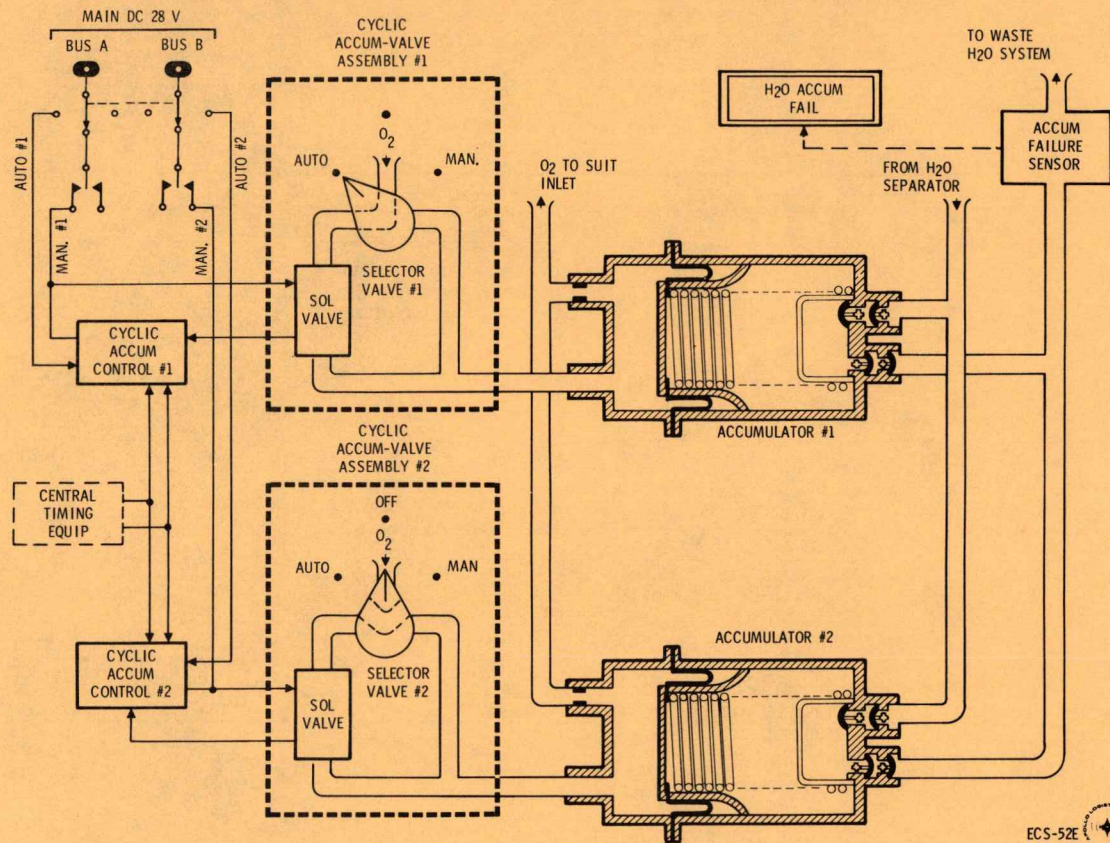 MAIN DC 28 V
BUS A
BUS B
AUTO #1
MAN. #1
MAN. #2
AUTO #2
CYCLIC
ACCUM CONTROL #1
CENTRAL
TIMING
EQUIP
CYCLIC
ACCUM
CONTROL #2
CYCLIC
ACCUM-VALVE
ASSEMBLY #1
O2
AUTO
MAN.
SOL
VALVE
SELECTOR
VALVE #1
CYCLIC
ACCUM-VALVE
ASSEMBLY #2
OFF
O2
AUTO
MAN
SOL
VALVE
SELECTOR
VALVE #2
O2 TO SUIT
INLET
H2O ACCUM
FAIL
FROM H2O
SEPARATOR
TO WASTE
H2O SYSTEM
ACCUM
FAILURE
SENSOR
ACCUMULATOR #1
ACCUMULATOR #2
ECS-52E